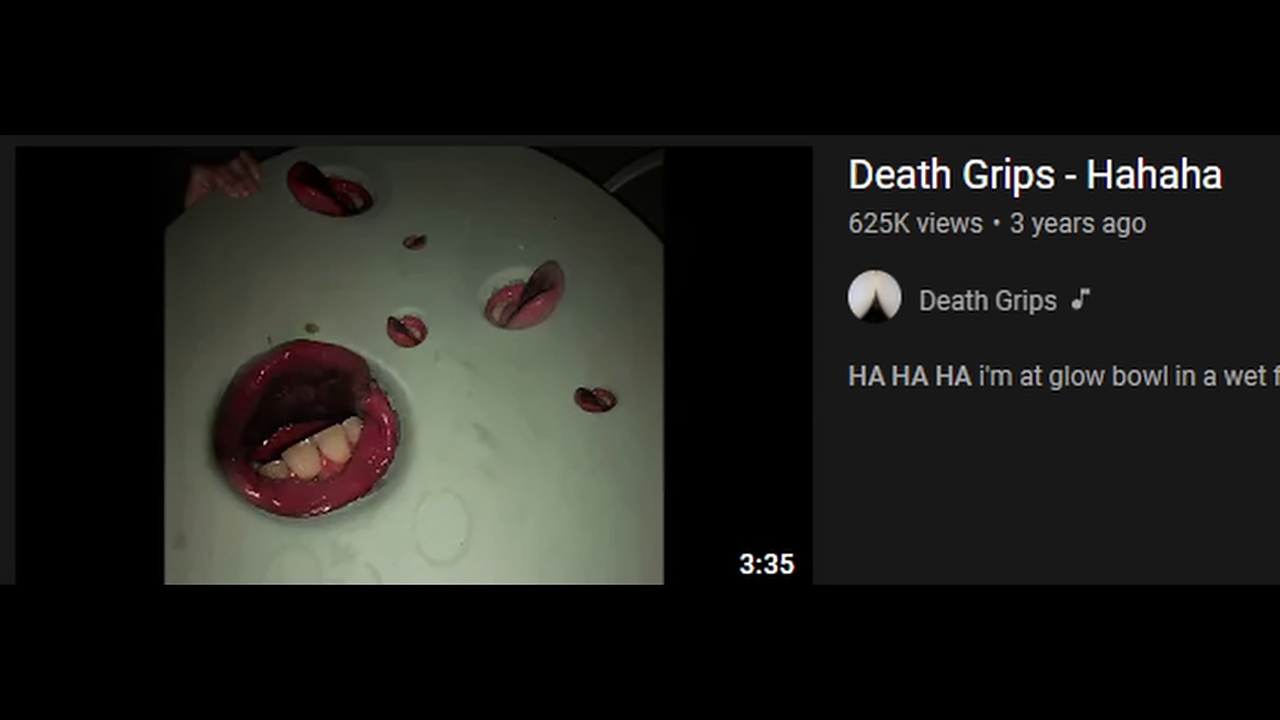 Death Grips - Hahaha
625K views • 3 years ago
Death Grips
HA HA HA i'm at glow bowl in a wet f
3:35